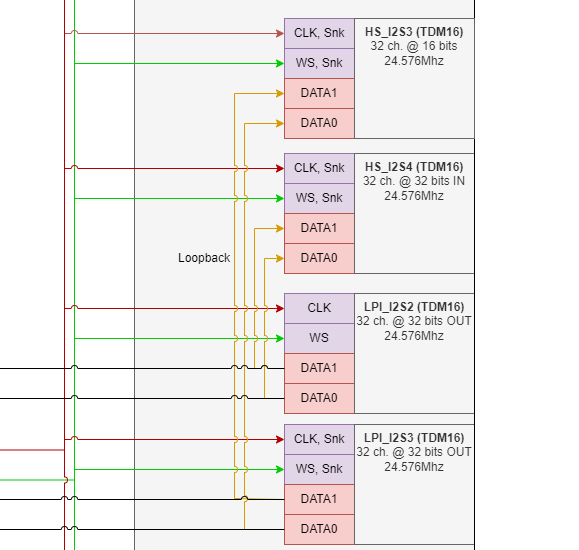 CLK, Snk
WS, Snk
DATA1
DATA0
HS_I2S3 (TDM16)
32 ch. @ 16 bits
24.576Mhz
CLK, Snk
WS, Snk
DATA1
DATA0
HS_I2S4 (TDM16)
32 ch. @ 32 bits IN
24.576Mhz
Loopback
CLK
WS
DATA1
DATA0
LPI_I2S2 (TDM16)
32 ch. @ 32 bits OUT
24.576Mhz
CLK, Snk
WS, Snk
DATA1
DATA0
LPI_I2S3 (TDM16)
32 ch. @ 32 bits OUT
24.576Mhz